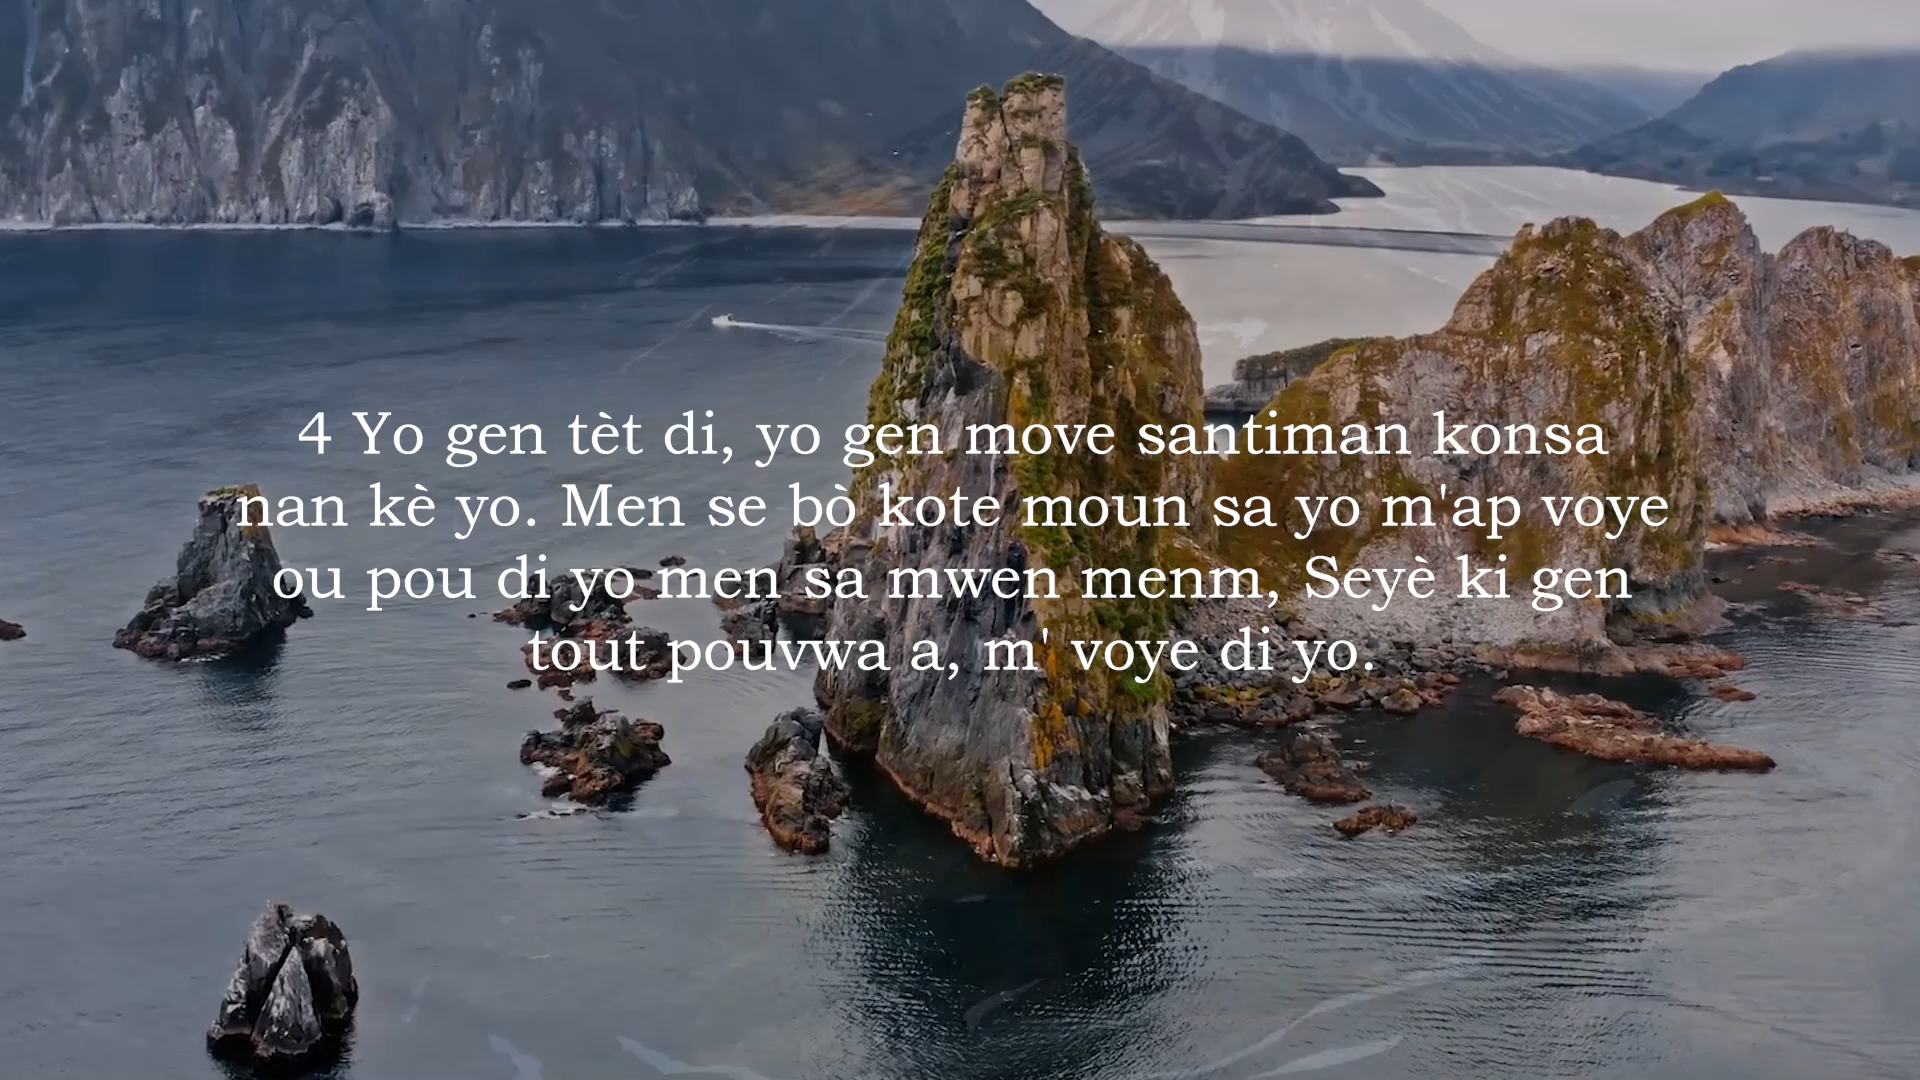 4 Yo gen tèt di, yo gen move santiman konsa
nan kè yo. Men se bò kote moun sa yo m'ap voye
ou pou di yo men sa mwen menm, Seyè ki gen
tout pouvwa a, m' voye di yo.